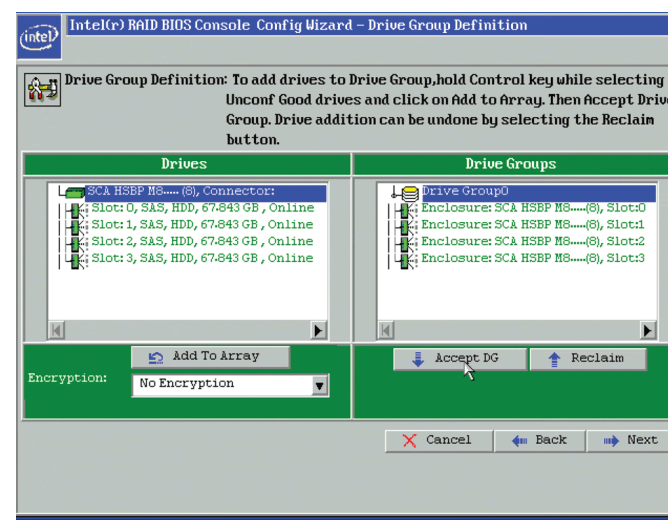 Intel(r) RAID BIOS Console Config Wizard – Drive Group Definition
intel
Drive Group Definition: To add drives to Drive Group,hold Control key while selecting
Unconf Good drives and click on Add to Array. Then Accept Driv
Group. Drive addition can be undone by selecting the Reclaim
button.
Drives
SCA HSBP M8..... (8), Connector:
Slot: 0, SAS, HDD, 67.843 GB , Online
Slot: 1, SAS, HDD, 67.843 GB , Online
Slot: 2, SAS, HDD, 67.843 GB , Online
Slot: 3, SAS, HDD, 67.843 GB , Online
Add To Array
Encryption:
No Encryption
Drive Groups
Drive Group0
Enclosure: SCA HSBP M8.....(8), Slot:0
Enclosure: SCA HSBP M8.....(8), Slot:1
Enclosure: SCA HSBP M8.....(8), Slot:2
Enclosure: SCA HSBP M8.....(8), Slot:3
Accept DG
Reclaim
Cancel
Back
Next